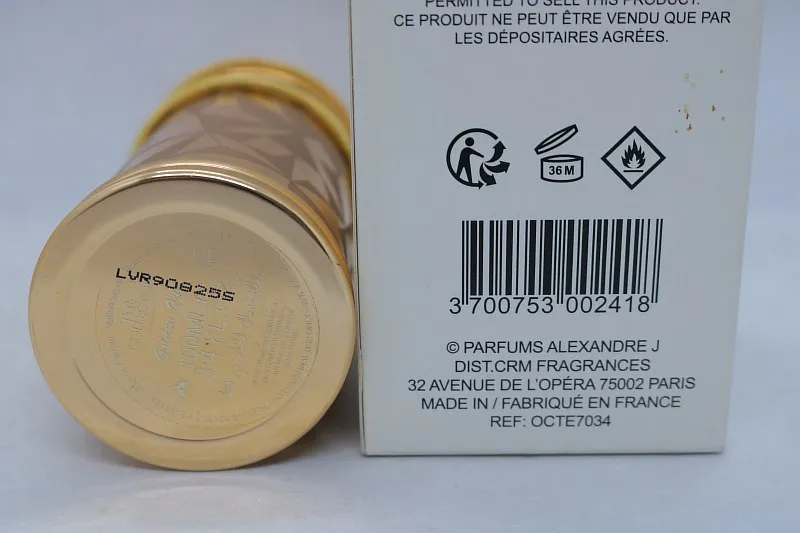 PERMITTED TO SELL THIS PRODUCT.
CE PRODUIT NE PEUT ÊTRE VENDU QUE PAR
LES DÉPOSITAIRES AGRÉES.
36 M
3 700753 002418
© PARFUMS ALEXANDRE J
DIST.CRM FRAGRANCES
32 AVENUE DE L'OPÉRA 75002 PARIS
MADE IN / FABRIQUÉ EN FRANCE
REF: OCTE7034
LVR90825S
100ML